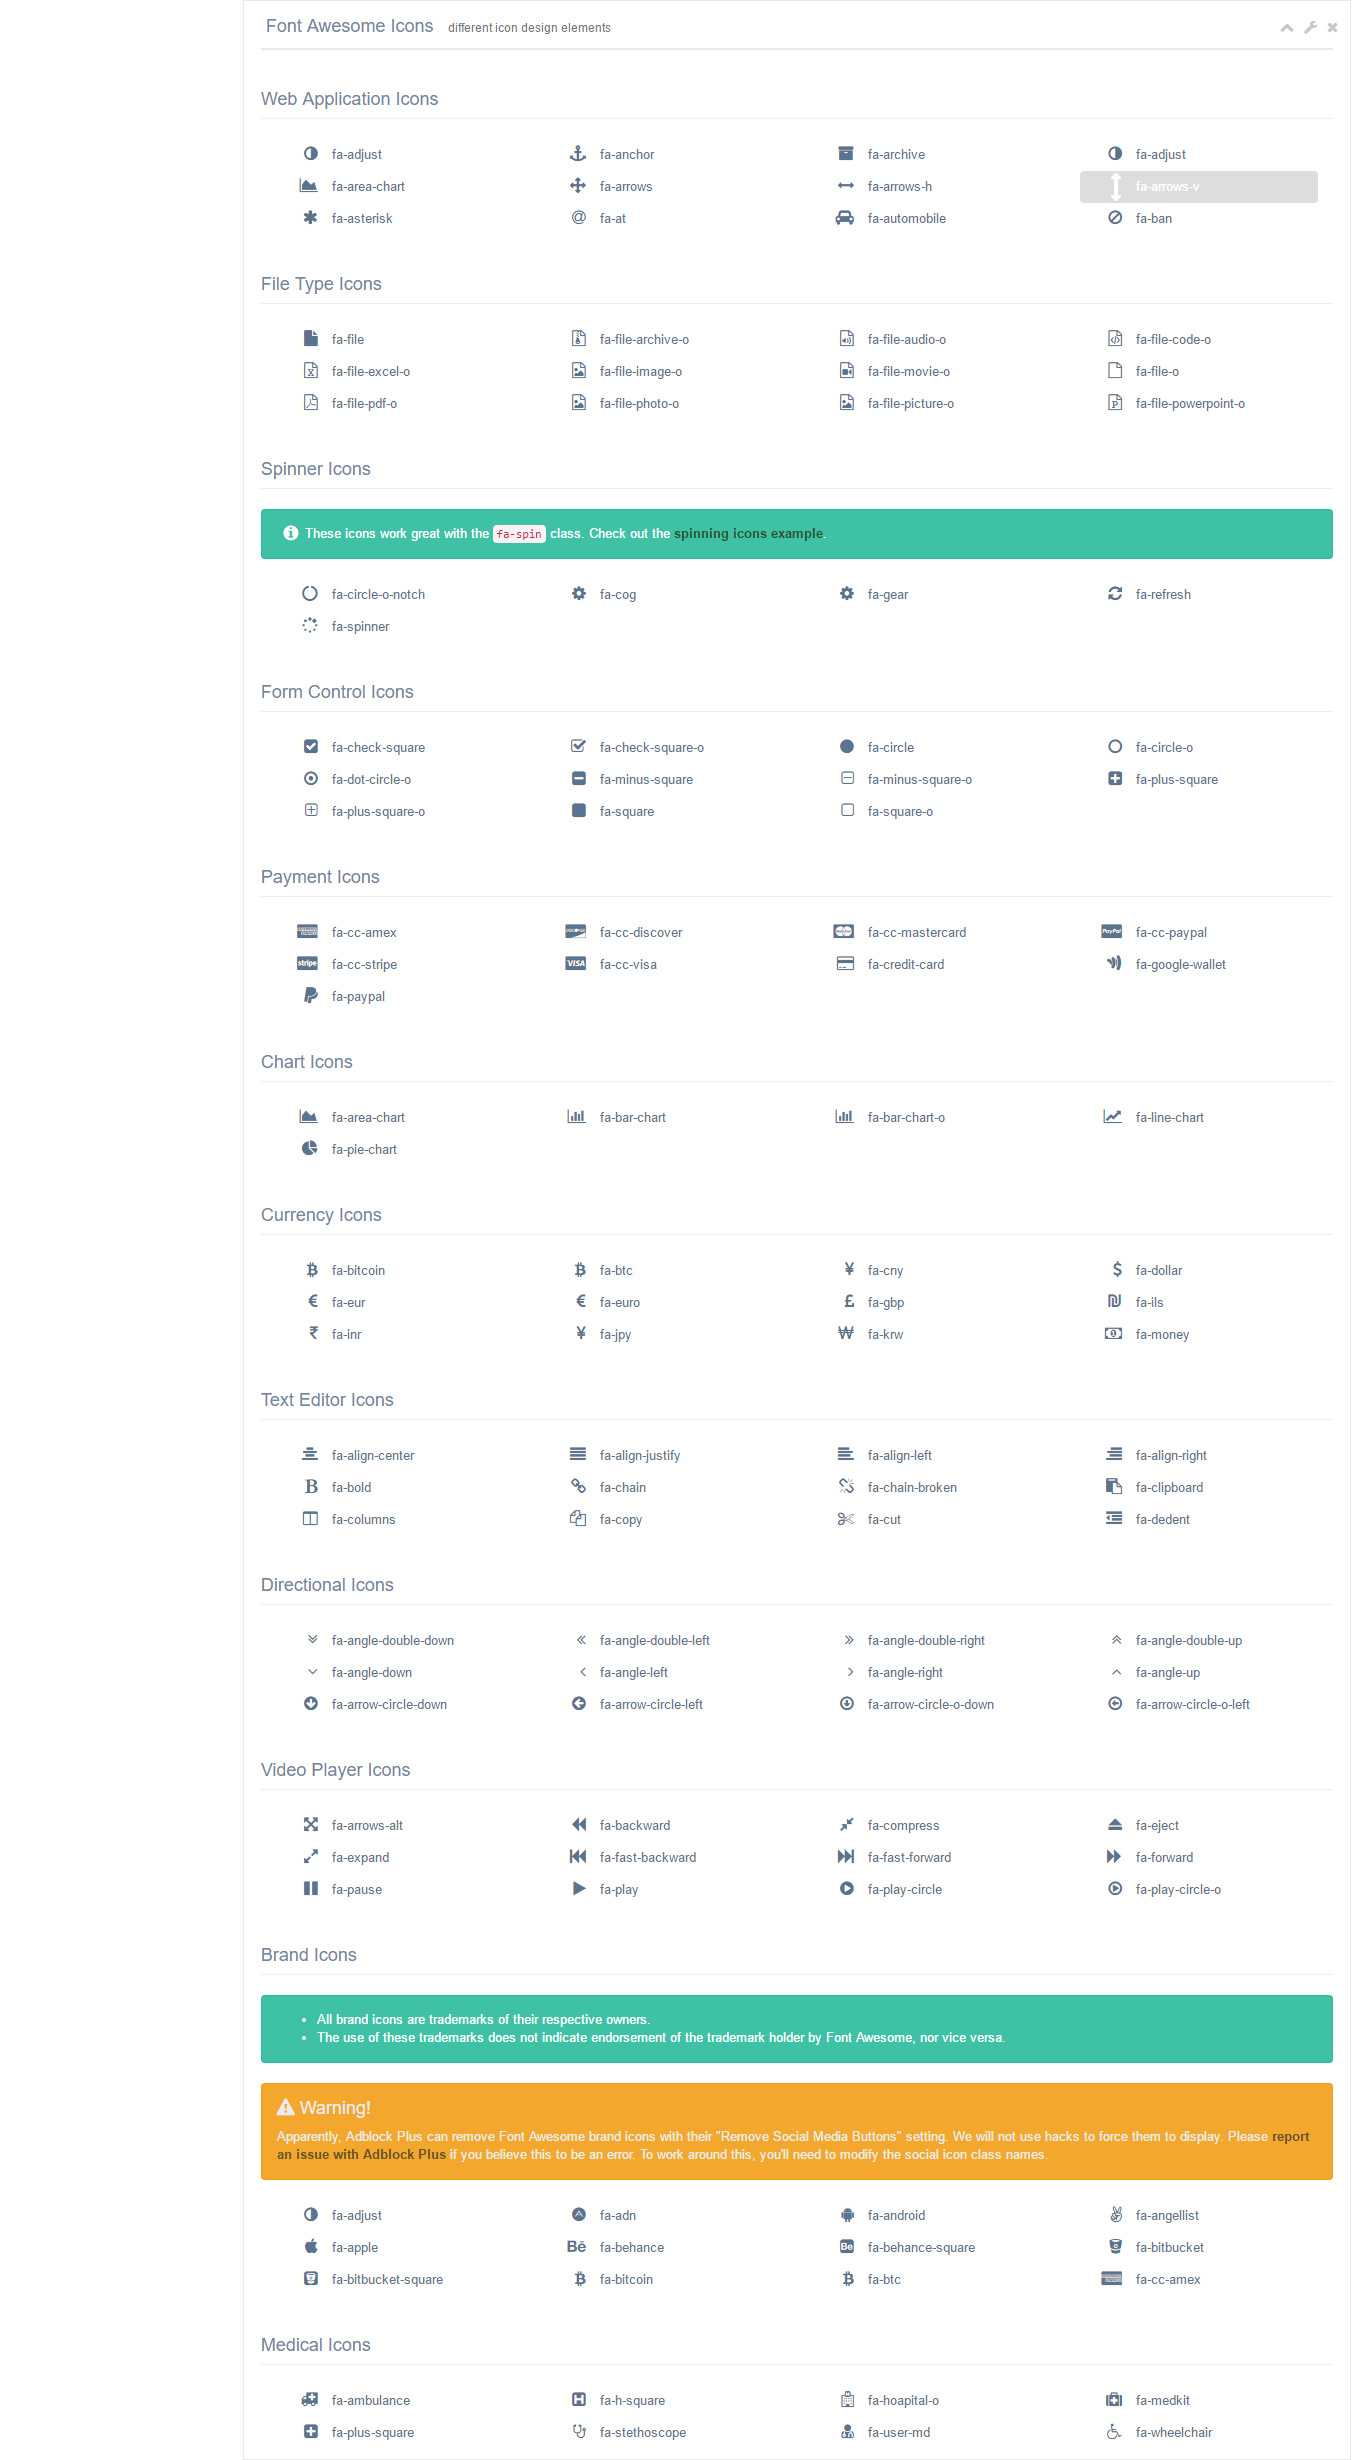 Font Awesome Icons different icon design elements
Web Application Icons
fa-adjust fa-anchor fa-archive fa-adjust
fa-area-chart fa-arrows fa-arrows-h fa-arrows-v
fa-asterisk fa-at fa-automobile fa-ban
File Type Icons
fa-file fa-file-archive-o fa-file-audio-o fa-file-code-o
fa-file-excel-o fa-file-image-o fa-file-movie-o fa-file-o
fa-file-pdf-o fa-file-photo-o fa-file-picture-o fa-file-powerpoint-o
Spinner Icons
These icons work great with the fa-spin class. Check out the spinning icons example.
fa-circle-o-notch fa-cog fa-gear fa-refresh
fa-spinner
Form Control Icons
fa-check-square fa-check-square-o fa-circle fa-circle-o
fa-dot-circle-o fa-minus-square fa-minus-square-o fa-plus-square
fa-plus-square-o fa-square fa-square-o
Payment Icons
fa-cc-amex fa-cc-discover fa-cc-mastercard PayPal fa-cc-paypal
stripe fa-cc-stripe VISA fa-cc-visa fa-credit-card fa-google-wallet
fa-paypal
Chart Icons
fa-area-chart fa-bar-chart fa-bar-chart-o fa-line-chart
fa-pie-chart
Currency Icons
fa-bitcoin fa-btc fa-cny fa-dollar
fa-eur fa-euro fa-gbp fa-ils
fa-inr fa-jpy fa-krw fa-money
Text Editor Icons
fa-align-center fa-align-justify fa-align-left fa-align-right
B fa-bold fa-chain fa-chain-broken fa-clipboard
fa-columns fa-copy fa-cut fa-dedent
Directional Icons
fa-angle-double-down fa-angle-double-left fa-angle-double-right fa-angle-double-up
fa-angle-down fa-angle-left fa-angle-right fa-angle-up
fa-arrow-circle-down fa-arrow-circle-left fa-arrow-circle-o-down fa-arrow-circle-o-left
Video Player Icons
fa-arrows-alt fa-backward fa-compress fa-eject
fa-expand fa-fast-backward fa-fast-forward fa-forward
fa-pause fa-play fa-play-circle fa-play-circle-o
Brand Icons
• All brand icons are trademarks of their respective owners.
• The use of these trademarks does not indicate endorsement of the trademark holder by Font Awesome, nor vice versa.
Warning!
Apparently, Adblock Plus can remove Font Awesome brand icons with their "Remove Social Media Buttons" setting. We will not use hacks to force them to display. Please report
an issue with Adblock Plus if you believe this to be an error. To work around this, you'll need to modify the social icon class names.
fa-adjust fa-adn fa-android fa-angellist
fa-apple Bē fa-behance fa-behance-square fa-bitbucket
fa-bitbucket-square fa-bitcoin fa-btc fa-cc-amex
Medical Icons
fa-ambulance H fa-h-square fa-hoapital-o fa-medkit
fa-plus-square fa-stethoscope fa-user-md fa-wheelchair